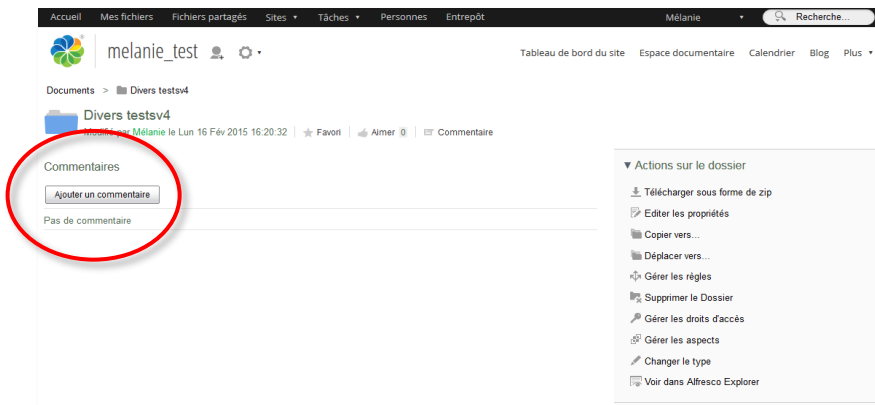 Accueil Mes fichiers Fichiers partagés Sites Tâches Personnes Entrepôt Mélanie Recherche...
melanie_test Tableau de bord du site Espace documentaire Calendrier Blog Plus
Documents > Divers testsv4
Divers testsv4
Modifié par Mélanie le Lun 16 Fév 2015 16:20:32 Favori Aimer 0 Commentaire
Commentaires
Ajouter un commentaire
Pas de commentaire
Actions sur le dossier
Télécharger sous forme de zip
Editer les propriétés
Copier vers...
Déplacer vers...
Gérer les règles
Supprimer le Dossier
Gérer les droits d'accès
Gérer les aspects
Changer le type
Voir dans Alfresco Explorer